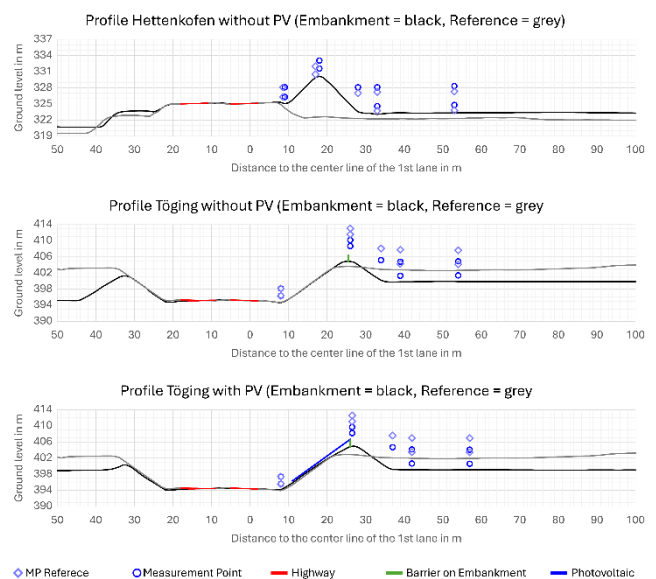 Profile Hettenkofen without PV (Embankment = black, Reference = grey)
337
334
331
328
325
322
319
Ground level in m
50 40 30 20 10 0 10 20 30 40 50 60 70 80 90 100
Distance to the center line of the 1st lane in m
Profile Töging without PV (Embankment = black, Reference = grey
414
410
406
402
398
394
390
Ground level in m
50 40 30 20 10 0 10 20 30 40 50 60 70 80 90 100
Distance to the center line of the 1st lane in m
Profile Töging with PV (Embankment = black, Reference = grey
414
410
406
402
398
394
390
Ground level in m
50 40 30 20 10 0 10 20 30 40 50 60 70 80 90 100
Distance to the center line of the 1st lane in m
MP Referece Measurement Point Highway Barrier on Embankment Photovoltaic